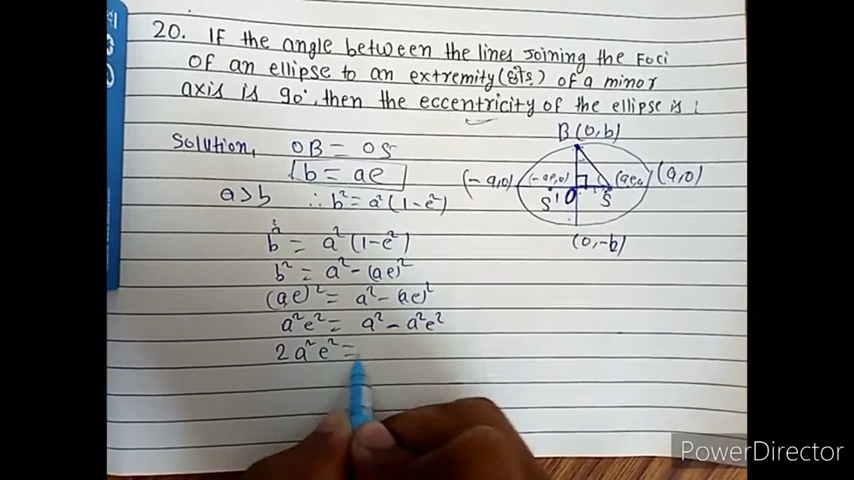 20. If the angle between the lines joining the Foci
of an ellipse to an extremity ( ) of a minor
axis is 90°, then the eccentricity of the ellipse is
Solution, OB = OS
b = ae
a>b ∴ b² = a² (1-e²)
b² = a² (1-e²)
b² = a² - (ae)²
(ae)² = a² - (ae)²
a²e² = a² - a²e²
2a²e² =
B (0,b)
(-a,0) (-ae,0) (ae,0) (a,0)
S' O S
(0,-b)
PowerDirector